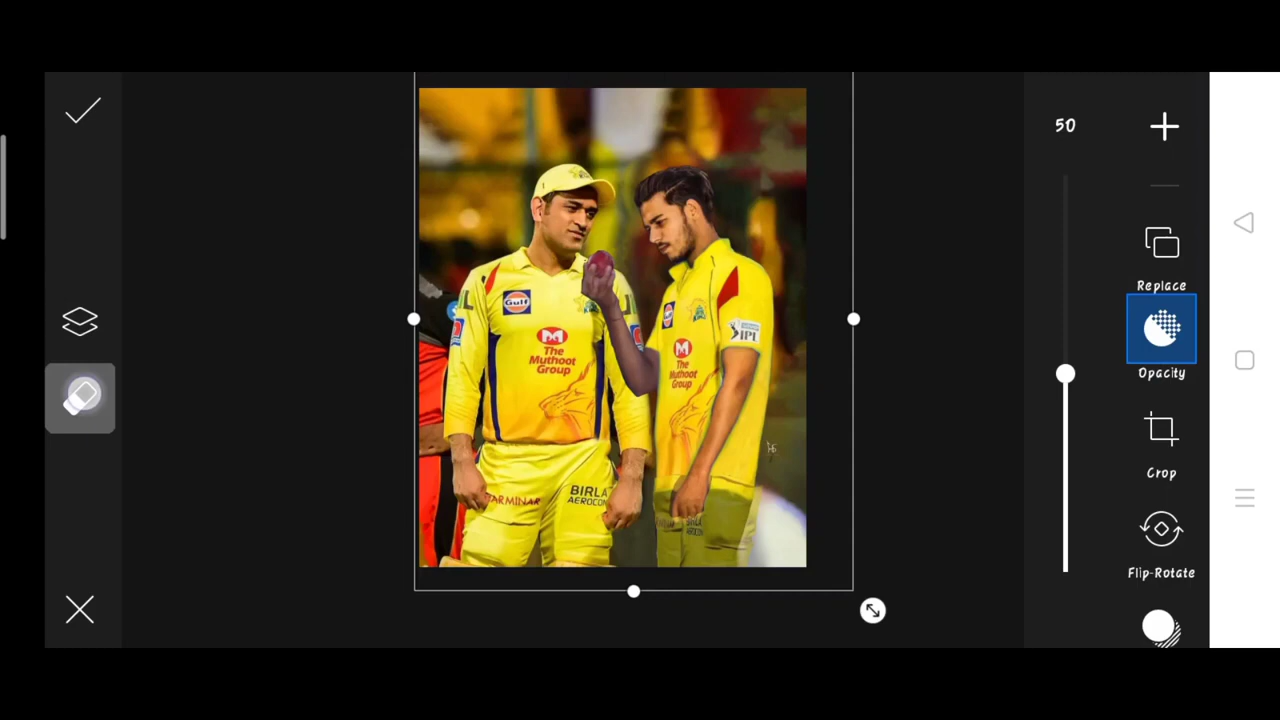 50
Replace
Opacity
Crop
Flip-Rotate
Gulf
The
Muthoot
Group
IPL
The
Muthoot
Group
BIRLA
AEROCON